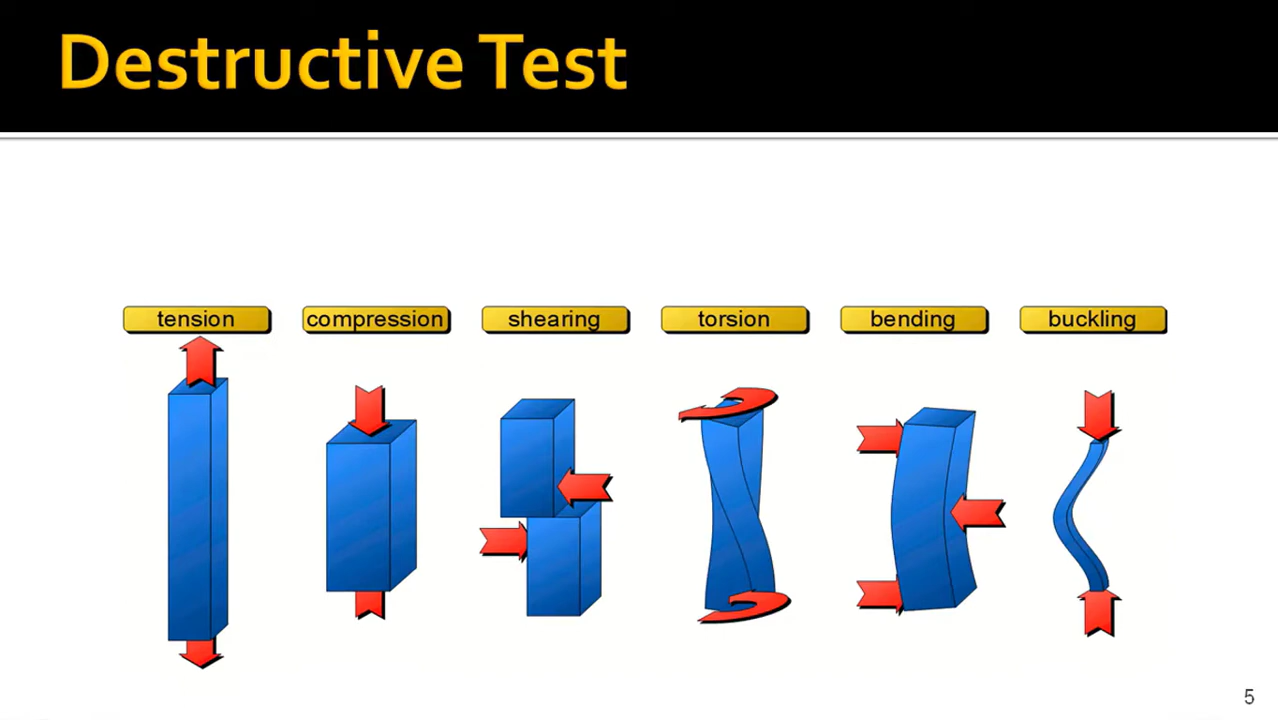 Destructive Test
tension
compression
shearing
torsion
bending
buckling
5